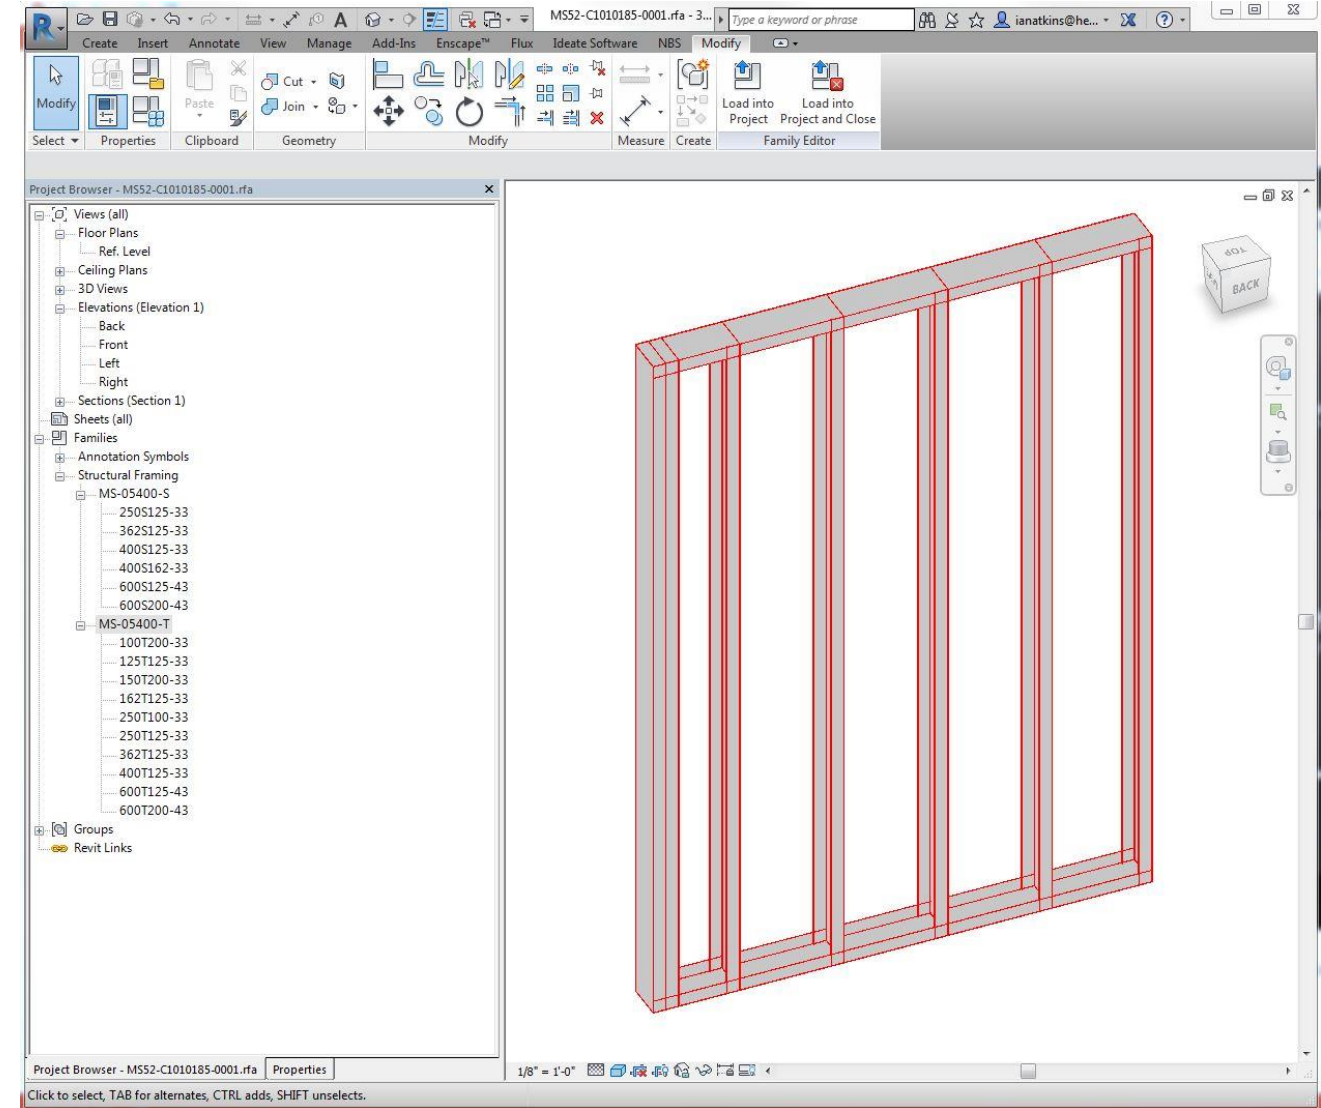 MS52-C1010185-0001.rfa - 3...
Type a keyword or phrase
ianatkins@he...
Create Insert Annotate View Manage Add-Ins Enscape™ Flux Ideate Software NBS Modify
Modify
Paste
Cut
Join
Load into Project
Load into Project and Close
Select Properties Clipboard Geometry Modify Measure Create Family Editor
Project Browser - MS52-C1010185-0001.rfa
Views (all)
Floor Plans
Ref. Level
Ceiling Plans
3D Views
Elevations (Elevation 1)
Back
Front
Left
Right
Sections (Section 1)
Sheets (all)
Families
Annotation Symbols
Structural Framing
MS-05400-S
250S125-33
362S125-33
400S125-33
400S162-33
600S125-43
600S200-43
MS-05400-T
100T200-33
125T125-33
150T200-33
162T125-33
250T100-33
250T125-33
362T125-33
400T125-33
600T125-43
600T200-43
Groups
Revit Links
TOP
BACK
Project Browser - MS52-C1010185-0001.rfa Properties
1/8" = 1'-0"
Click to select, TAB for alternates, CTRL adds, SHIFT unselects.